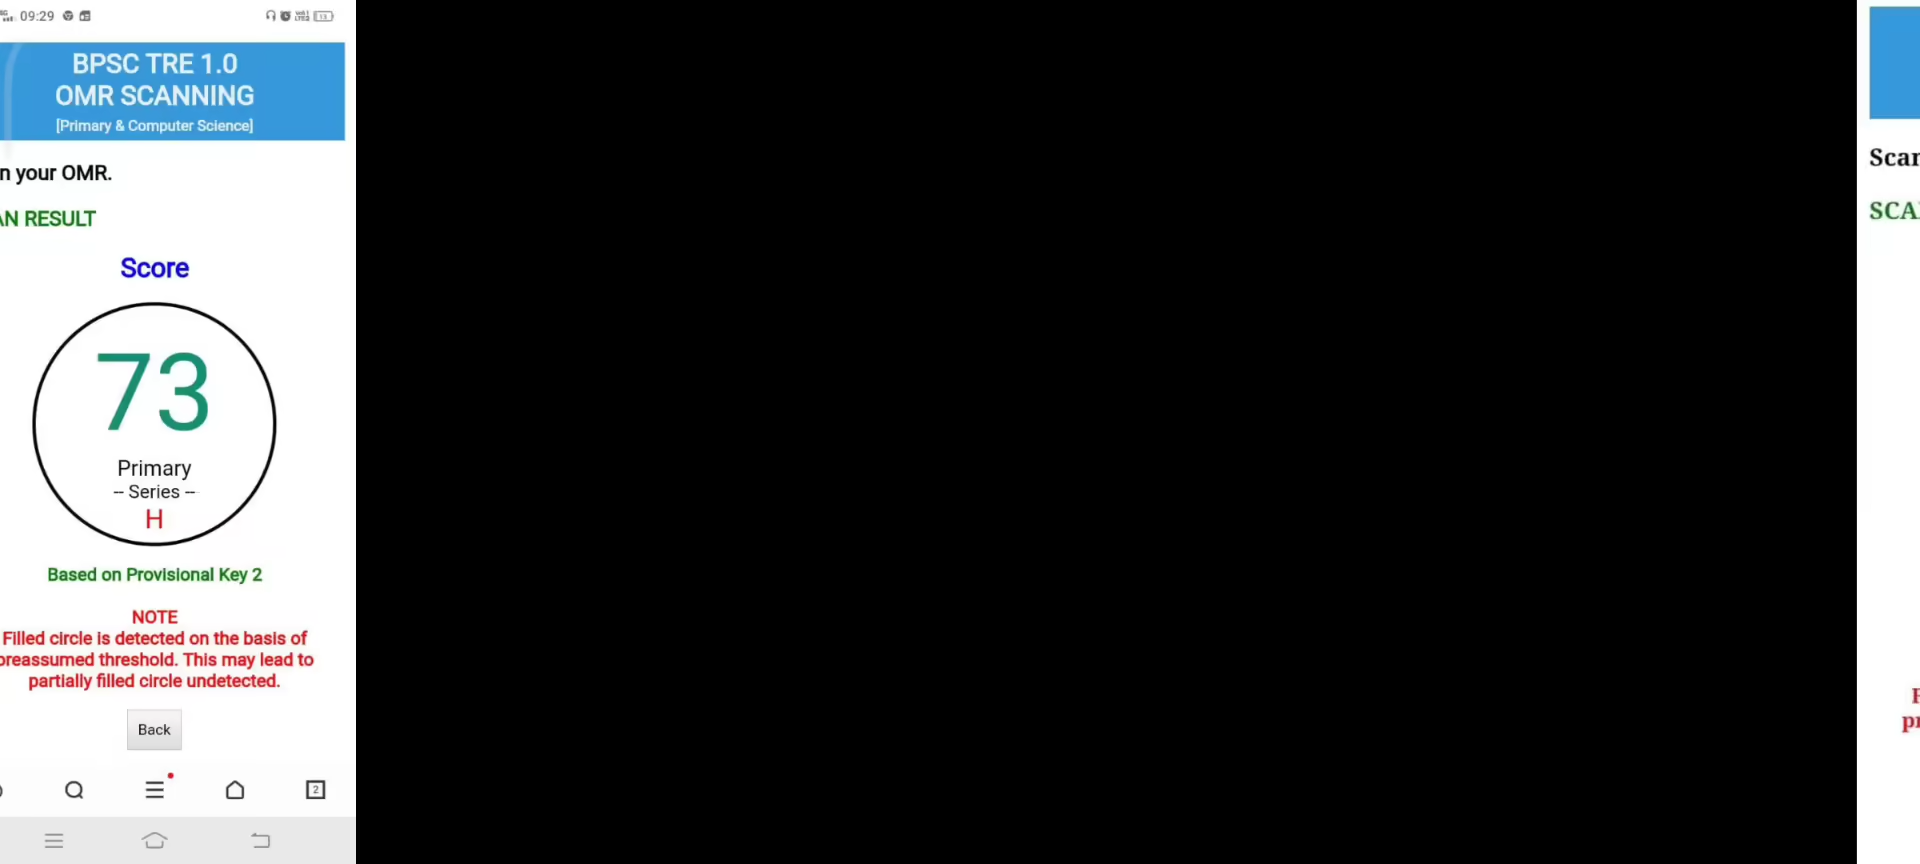 09:29
BPSC TRE 1.0
OMR SCANNING
[Primary & Computer Science]
n your OMR.
AN RESULT
Score
73
Primary
-- Series --
H
Based on Provisional Key 2
NOTE
Filled circle is detected on the basis of
preassumed threshold. This may lead to
partially filled circle undetected.
Back
2
Scan
SCA